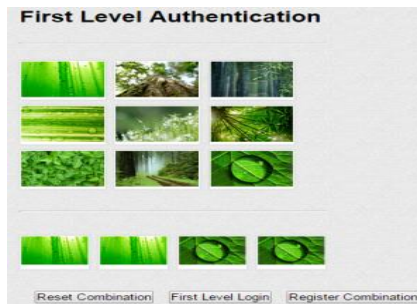 First Level Authentication
Reset Combination First Level Login Register Combination